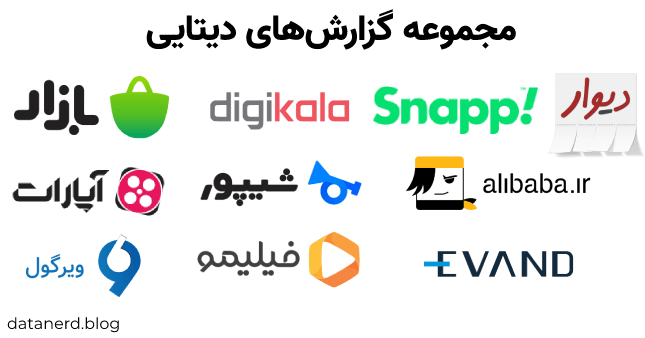 مجموعه گزارش‌های دیتایی
بازار
digikala
Snapp!
دیوار
آپارات
شیپور
alibaba.ir
ویرگول
فیلیمو
EVAND
datanerd.blog